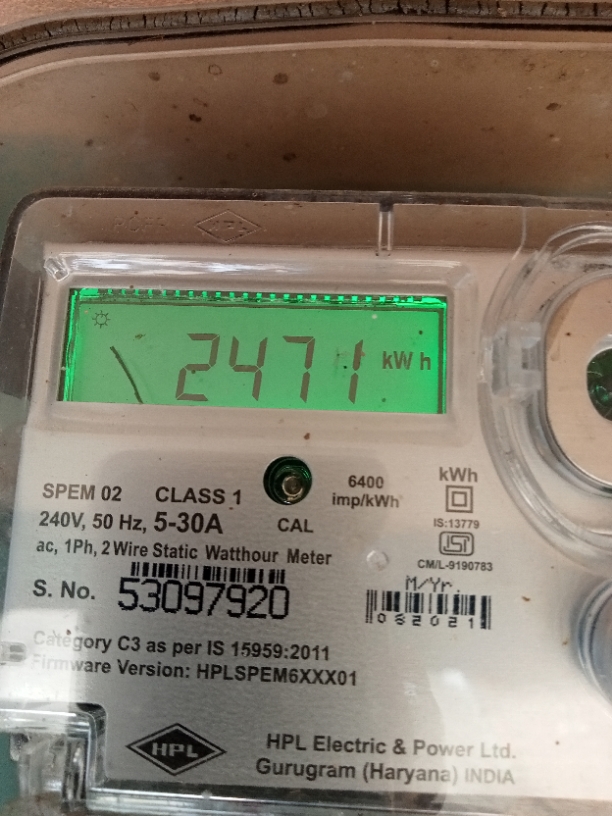 HPL
2471 kWh
SPEM 02 CLASS 1
6400
imp/kWh
kWh
240V, 50 Hz, 5-30A
CAL
IS:13779
ISI
ac, 1Ph, 2 Wire Static Watthour Meter
CM/L-9190783
S. No. 53097920
M/Yr.
082021
Category C3 as per IS 15959:2011
Firmware Version: HPLSPEM6XXX01
HPL
HPL Electric & Power Ltd.
Gurugram (Haryana) INDIA